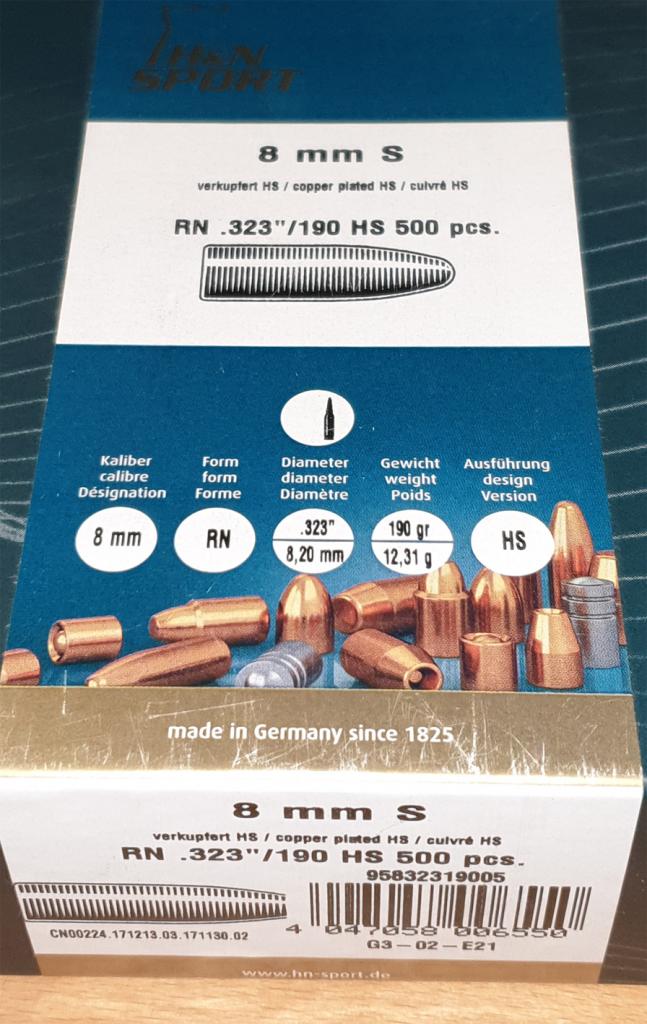 H&N
SPORT
8 mm S
verkupfert HS / copper plated HS / cuivré HS
RN .323"/190 HS 500 pcs.
Kaliber
calibre
Désignation
Form
form
Forme
Diameter
diameter
Diamètre
Gewicht
weight
Poids
Ausführung
design
Version
8 mm
RN
.323"
8,20 mm
190 gr
12,31 g
HS
made in Germany since 1825
8 mm S
verkupfert HS / copper plated HS / cuivré HS
RN .323"/190 HS 500 pcs.
95832319005
4 047058 006550
CN00224.171213.03.171130.02
G3-02-E21
www.hn-sport.de